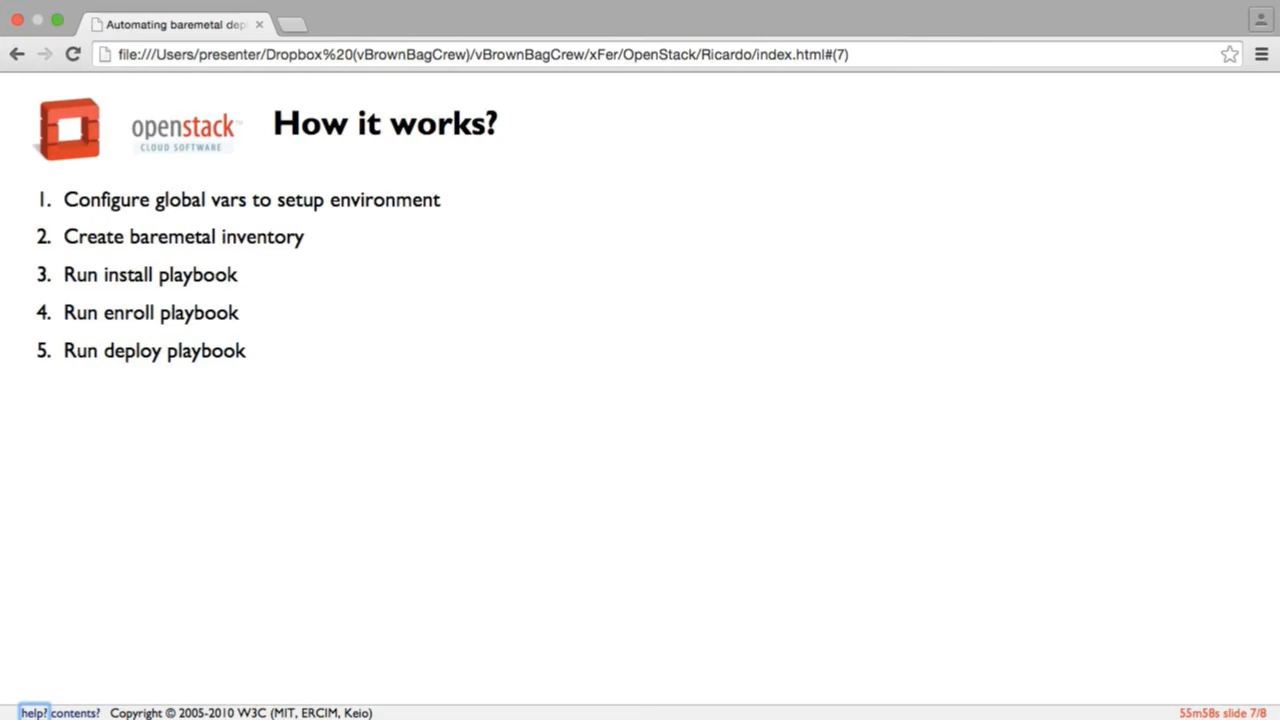 Automating baremetal dep
file:///Users/presenter/Dropbox%20(vBrownBagCrew)/vBrownBagCrew/xFer/OpenStack/Ricardo/index.html#(7)
openstack™
CLOUD SOFTWARE
How it works?
1. Configure global vars to setup environment
2. Create baremetal inventory
3. Run install playbook
4. Run enroll playbook
5. Run deploy playbook
help? contents? Copyright © 2005-2010 W3C (MIT, ERCIM, Keio)
55m58s slide 7/8